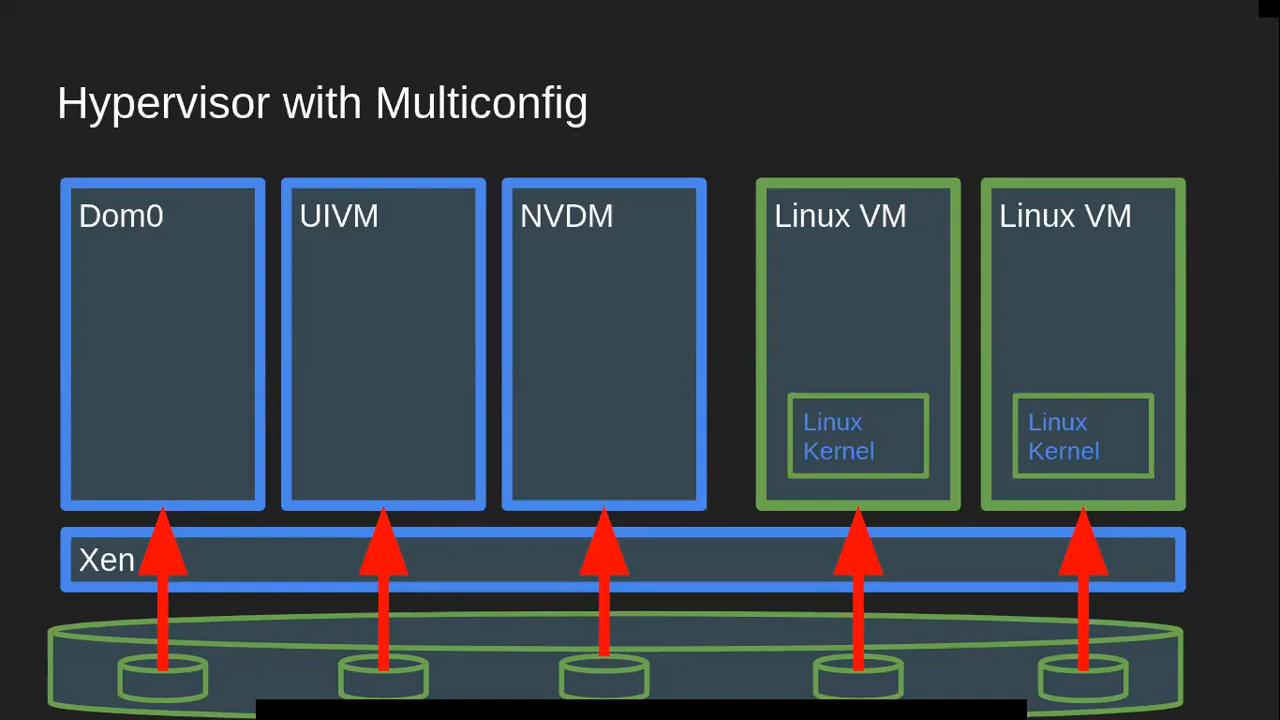 Hypervisor with Multiconfig
Dom0
UIVM
NVDM
Linux VM
Linux VM
Linux
Kernel
Linux
Kernel
Xen